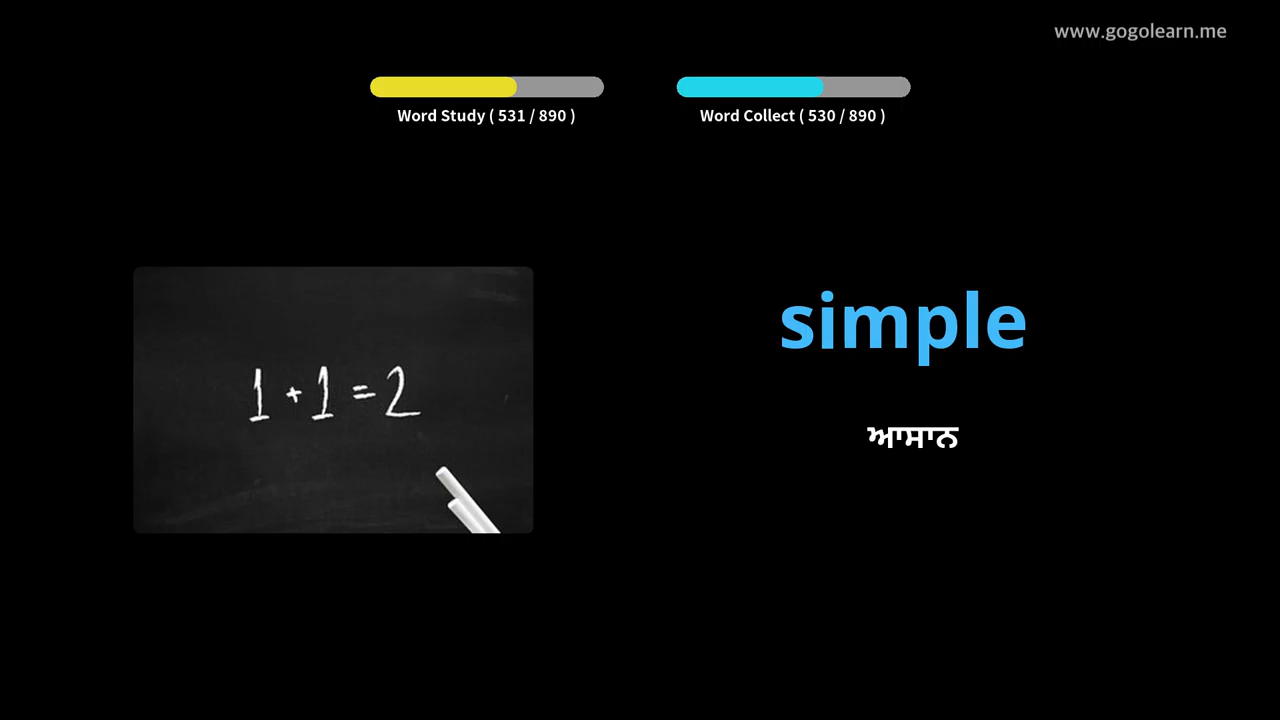 www.gogolearn.me
Word Study ( 531 / 890 )
Word Collect ( 530 / 890 )
1 + 1 = 2
simple
ਆਸਾਨ